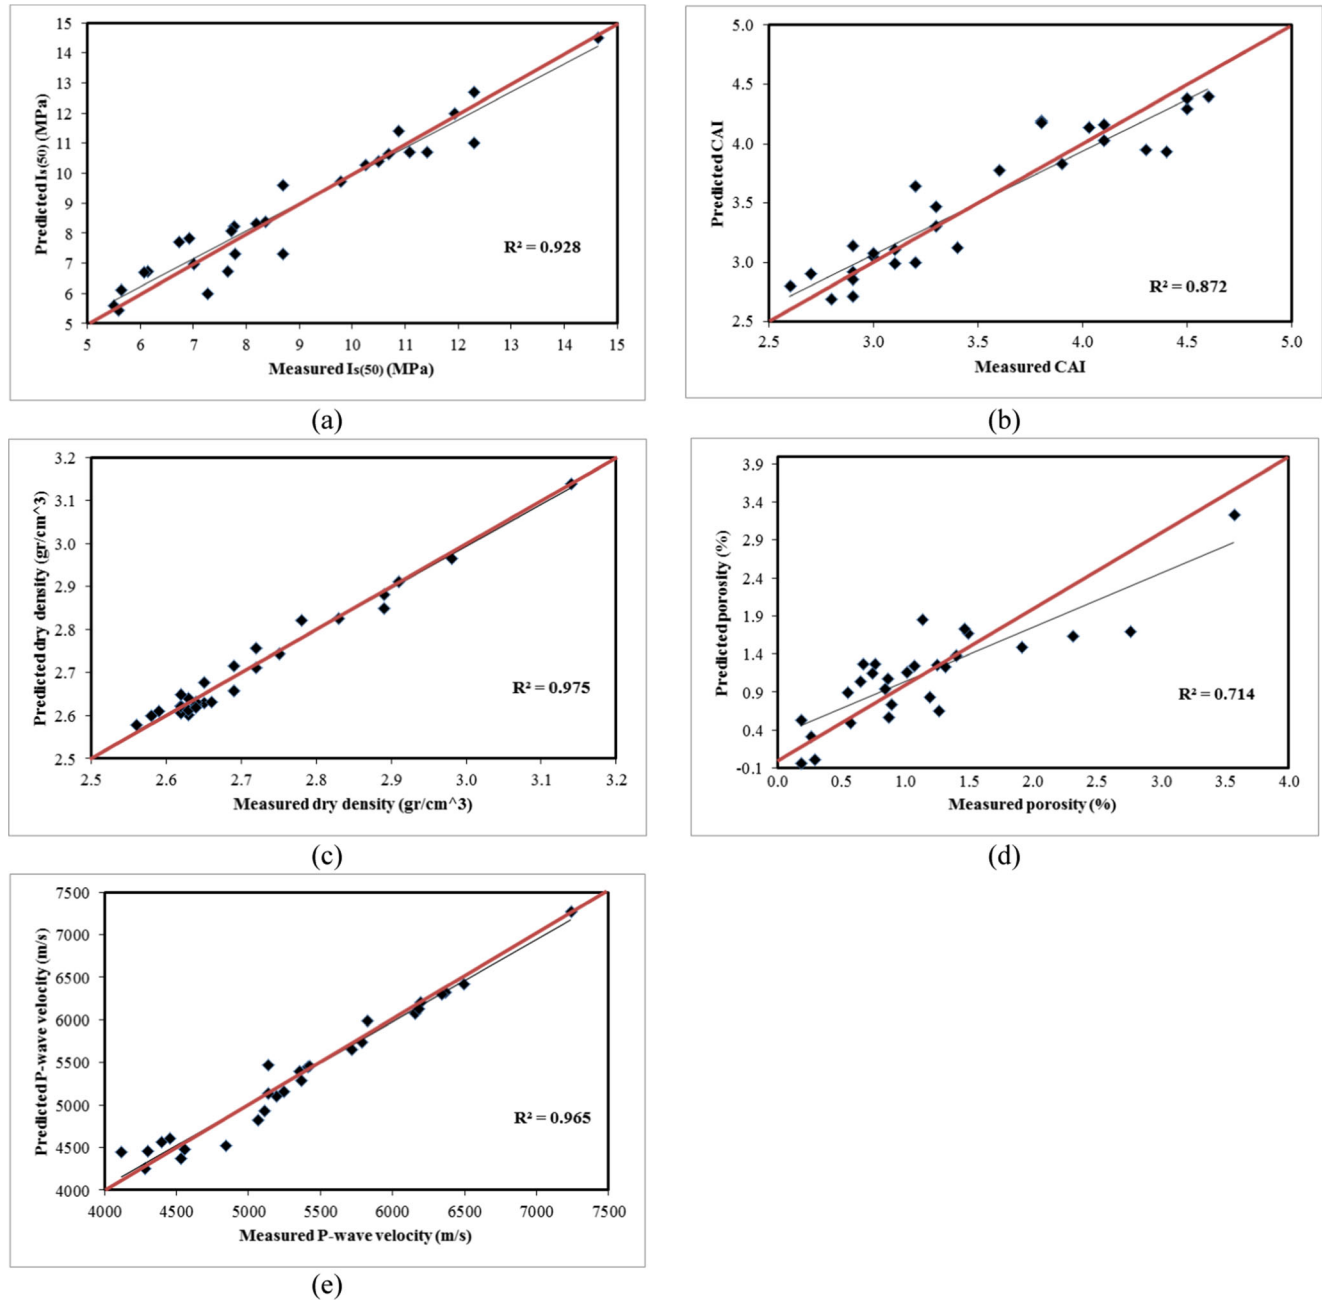 15
14
13
12
11
10
9
8
7
6
5
Predicted Is(50) (MPa)
R² = 0.928
5 6 7 8 9 10 11 12 13 14 15
Measured Is(50) (MPa)
(a)
5.0
4.5
4.0
3.5
3.0
2.5
Predicted CAI
R² = 0.872
2.5 3.0 3.5 4.0 4.5 5.0
Measured CAI
(b)
3.2
3.1
3.0
2.9
2.8
2.7
2.6
2.5
Predicted dry density (gr/cm^3)
R² = 0.975
2.5 2.6 2.7 2.8 2.9 3.0 3.1 3.2
Measured dry density (gr/cm^3)
(c)
3.9
3.4
2.9
2.4
1.9
1.4
0.9
0.4
-0.1
Predicted porosity (%)
R² = 0.714
0.0 0.5 1.0 1.5 2.0 2.5 3.0 3.5 4.0
Measured porosity (%)
(d)
7500
7000
6500
6000
5500
5000
4500
4000
Predicted P-wave velocity (m/s)
R² = 0.965
4000 4500 5000 5500 6000 6500 7000 7500
Measured P-wave velocity (m/s)
(e)